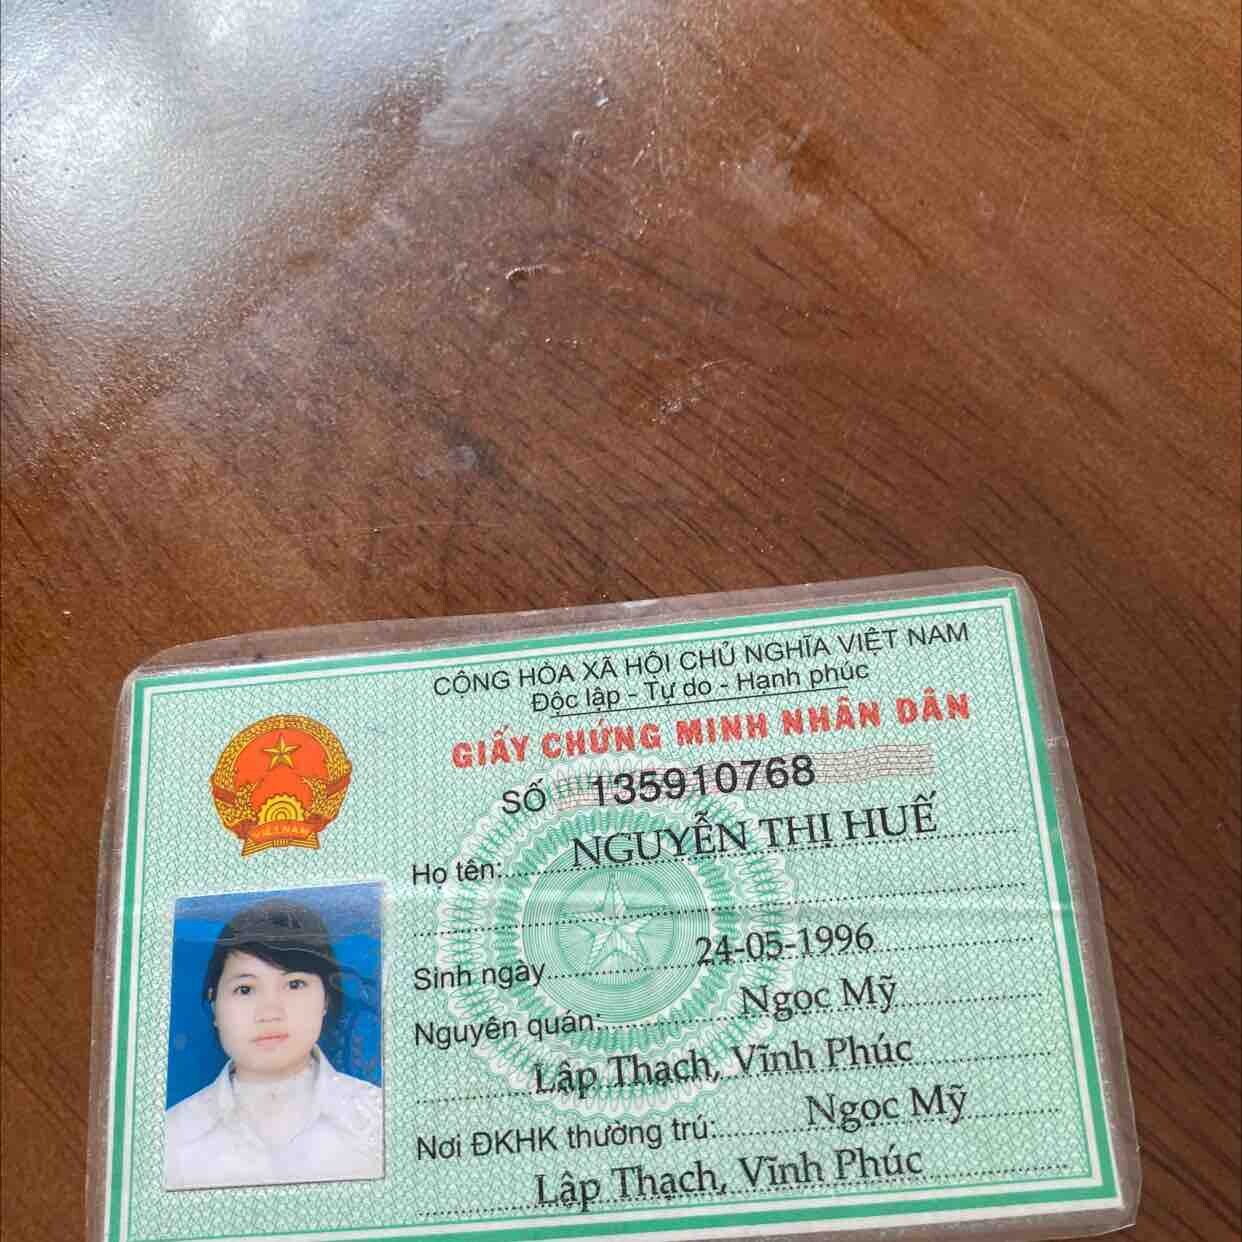 CỘNG HÒA XÃ HỘI CHỦ NGHĨA VIỆT NAM
Độc lập - Tự do - Hạnh phúc
GIẤY CHỨNG MINH NHÂN DÂN
SỐ 135910768
Họ tên: NGUYỄN THỊ HUẾ
Sinh ngày 24-05-1996
Nguyên quán: Ngọc Mỹ
Lập Thạch, Vĩnh Phúc
Nơi ĐKHK thường trú: Ngọc Mỹ
Lập Thạch, Vĩnh Phúc
VIETNAM